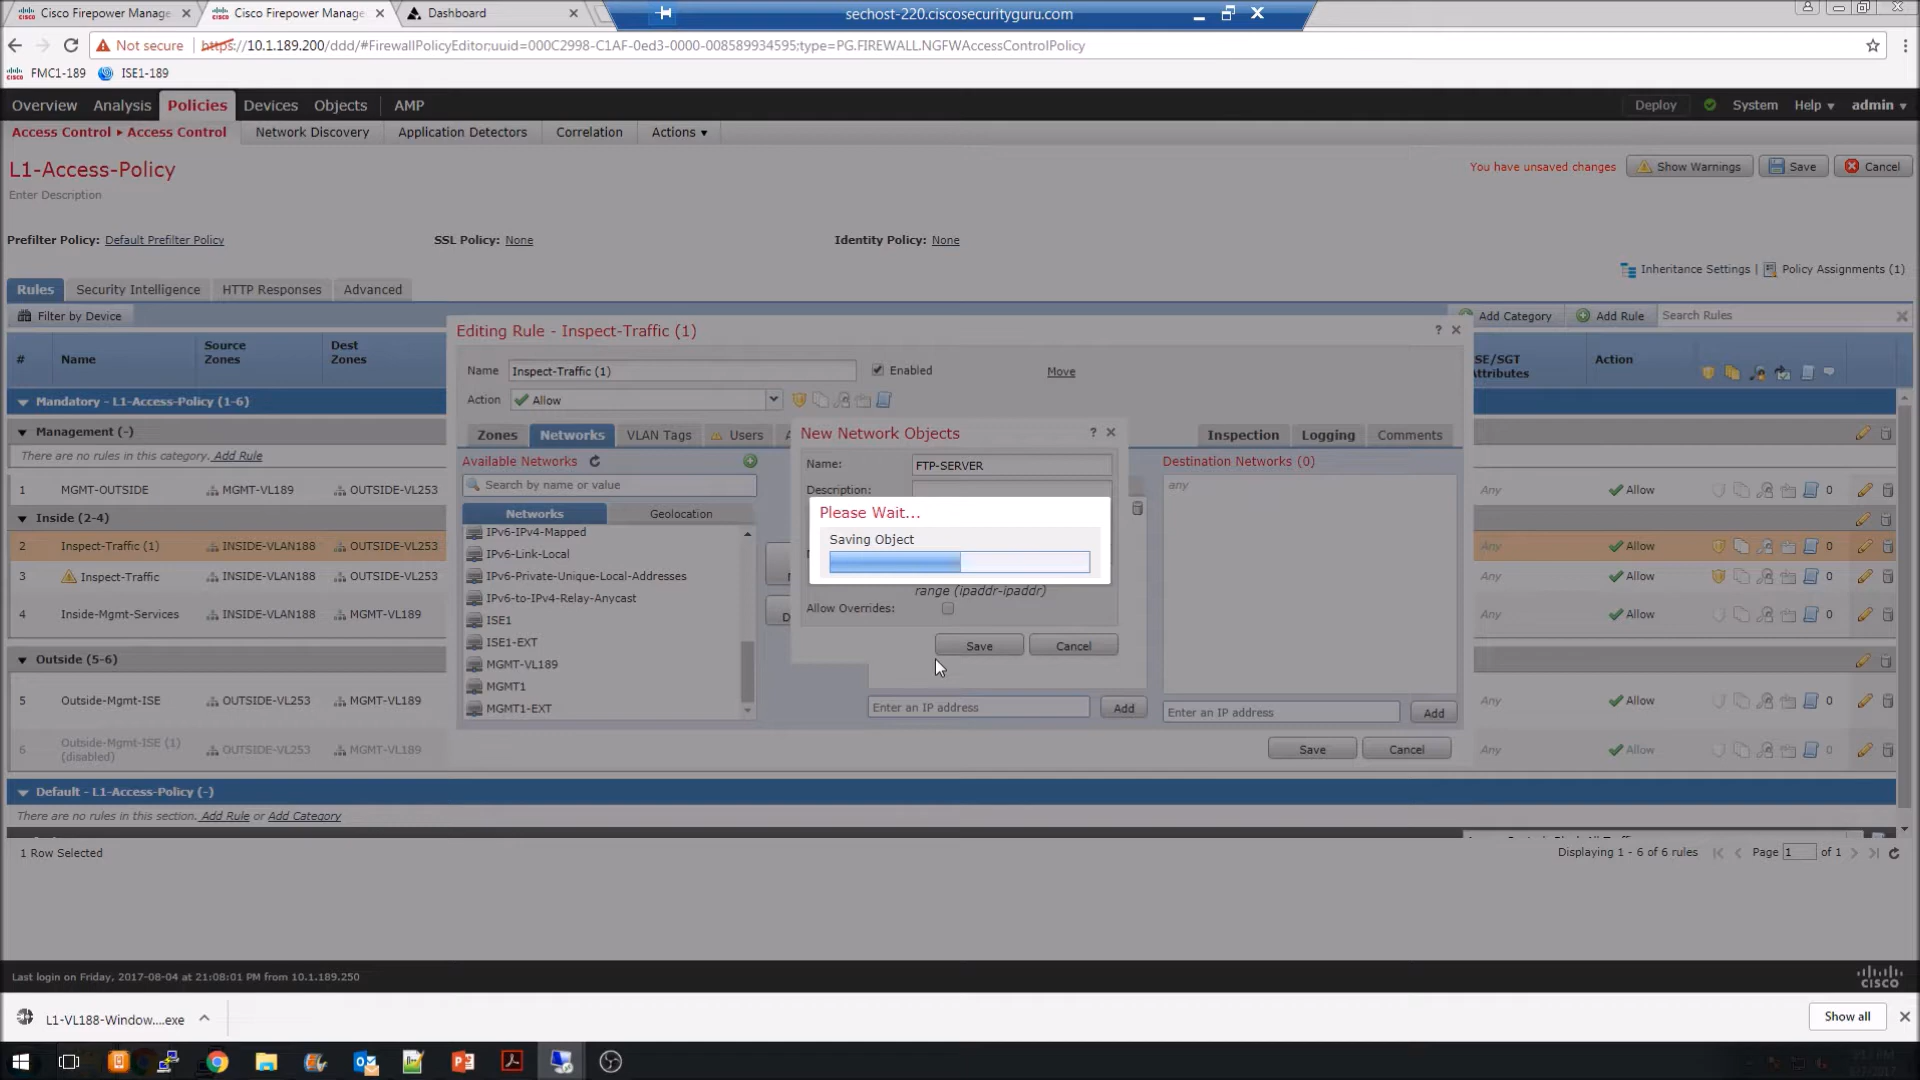 Cisco Firepower Manage
Cisco Firepower Manage
Dashboard
sechost-220.ciscosecurityguru.com
Not secure
https://10.1.189.200/ddd/#FirewallPolicyEditor;uuid=000C2998-C1AF-0ed3-0000-008589934595;type=PG.FIREWALL.NGFWAccessControlPolicy
FMC1-189
ISE1-189
Overview Analysis Policies Devices Objects AMP
Deploy System Help admin
Access Control ▸ Access Control Network Discovery Application Detectors Correlation Actions
L1-Access-Policy
Enter Description
You have unsaved changes
Show Warnings
Save
Cancel
Prefilter Policy: Default Prefilter Policy
SSL Policy: None
Identity Policy: None
Inheritance Settings | Policy Assignments (1)
Rules Security Intelligence HTTP Responses Advanced
Filter by Device
Add Category
Add Rule
Search Rules
# Name Source Zones Dest Zones
SE/SGT Attributes
Action
Mandatory - L1-Access-Policy (1-6)
Management (-)
There are no rules in this category. Add Rule
1 MGMT-OUTSIDE MGMT-VL189 OUTSIDE-VL253 Any Allow 0
Inside (2-4)
2 Inspect-Traffic (1) INSIDE-VLAN188 OUTSIDE-VL253 Any Allow 0
3 Inspect-Traffic INSIDE-VLAN188 OUTSIDE-VL253 Any Allow 0
4 Inside-Mgmt-Services INSIDE-VLAN188 MGMT-VL189 Any Allow 0
Outside (5-6)
5 Outside-Mgmt-ISE OUTSIDE-VL253 MGMT-VL189 Any Allow 0
6 Outside-Mgmt-ISE (1) (disabled) OUTSIDE-VL253 MGMT-VL189 Any Allow 0
Default - L1-Access-Policy (-)
There are no rules in this section. Add Rule or Add Category
Editing Rule - Inspect-Traffic (1)
?
Name Inspect-Traffic (1)
Enabled
Move
Action Allow
Zones Networks VLAN Tags Users
Inspection Logging Comments
Available Networks
Search by name or value
Networks Geolocation
IPv6-IPv4-Mapped
IPv6-Link-Local
IPv6-Private-Unique-Local-Addresses
IPv6-to-IPv4-Relay-Anycast
ISE1
ISE1-EXT
MGMT-VL189
MGMT1
MGMT1-EXT
Destination Networks (0)
any
New Network Objects
?
Name: FTP-SERVER
Description:
Please Wait...
Saving Object
range (ipaddr-ipaddr)
Allow Overrides:
Save
Cancel
Enter an IP address
Add
Enter an IP address
Add
Save
Cancel
1 Row Selected
Displaying 1 - 6 of 6 rules
Page 1 of 1
Last login on Friday, 2017-08-04 at 21:08:01 PM from 10.1.189.250
CISCO
L1-VL188-Window....exe
Show all